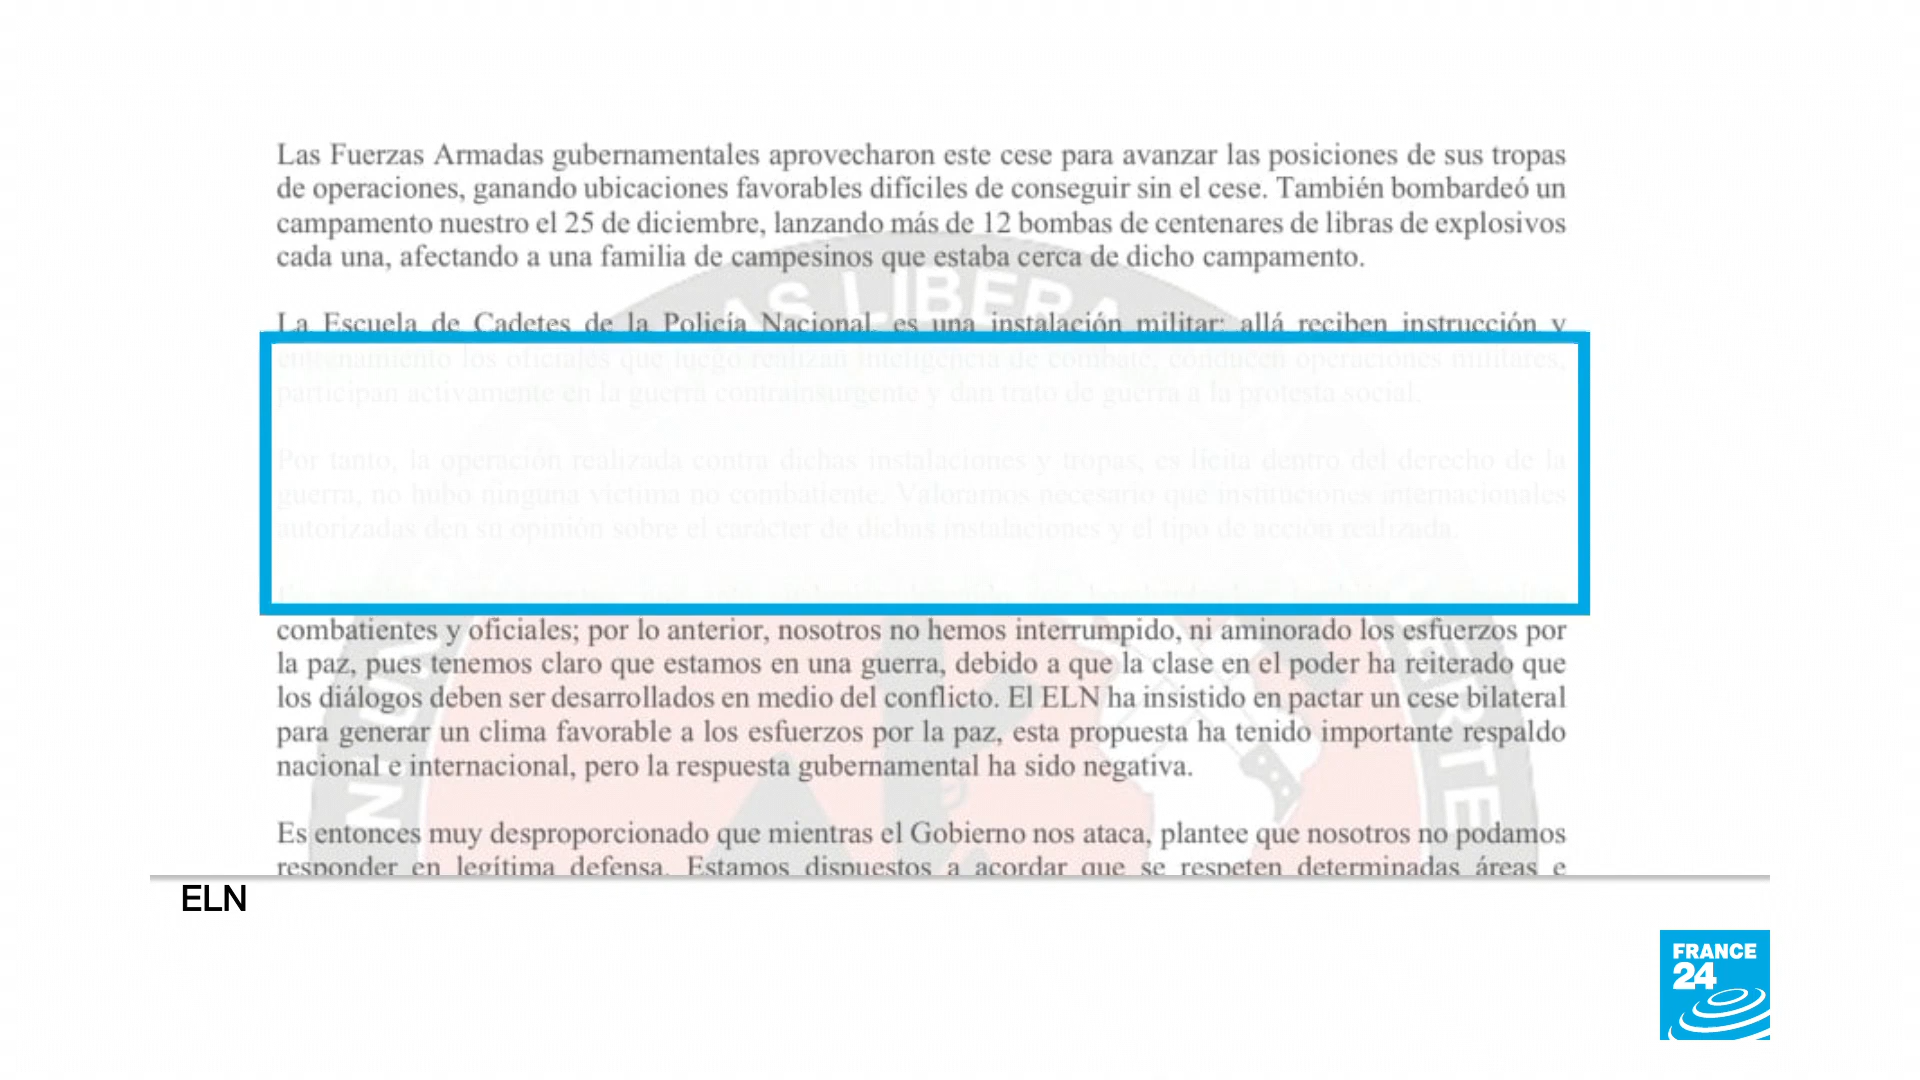 Las Fuerzas Armadas gubernamentales aprovecharon este cese para avanzar las posiciones de sus tropas
de operaciones, ganando ubicaciones favorables difíciles de conseguir sin el cese. También bombardeó un
campamento nuestro el 25 de diciembre, lanzando más de 12 bombas de centenares de libras de explosivos
cada una, afectando a una familia de campesinos que estaba cerca de dicho campamento.
AS LIBERA
La Escuela de Cadetes de la Policía Nacional, es una instalación militar; allá reciben instrucción y
entrenamiento los oficiales que luego realizan inteligencia de combate, conducen operaciones militares,
participan activamente en la guerra contrainsurgente y dan trato de guerra a la protesta social.
Por tanto, la operación realizada contra dichas instalaciones y tropas, es lícita dentro del derecho de la
guerra, no hubo ninguna víctima no combatiente. Valoramos necesario que instituciones internacionales
autorizadas den su opinión sobre el carácter de dichas instalaciones y el tipo de acción realizada.
combatientes y oficiales; por lo anterior, nosotros no hemos interrumpido, ni aminorado los esfuerzos por
la paz, pues tenemos claro que estamos en una guerra, debido a que la clase en el poder ha reiterado que
los diálogos deben ser desarrollados en medio del conflicto. El ELN ha insistido en pactar un cese bilateral
para generar un clima favorable a los esfuerzos por la paz, esta propuesta ha tenido importante respaldo
nacional e internacional, pero la respuesta gubernamental ha sido negativa.
Es entonces muy desproporcionado que mientras el Gobierno nos ataca, plantee que nosotros no podamos
responder en legítima defensa. Estamos dispuestos a acordar que se respeten determinadas áreas e
ELN
FRANCE
24